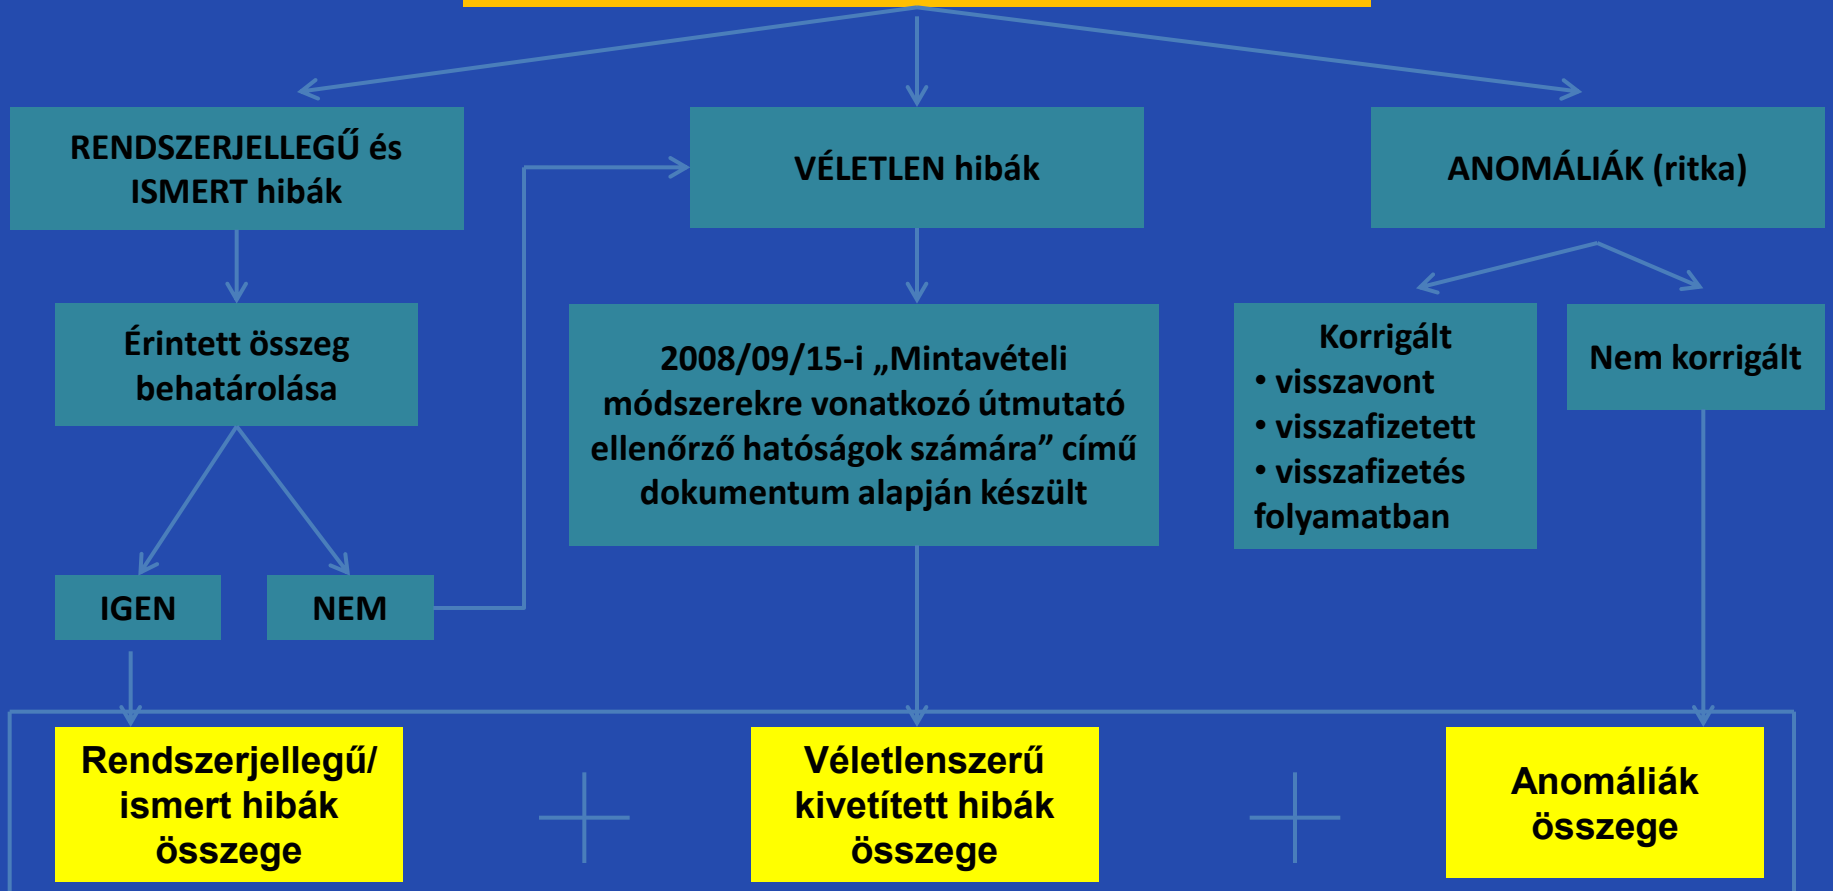 RENDSZERJELLEGŰ és
ISMERT hibák
VÉLETLEN hibák
ANOMÁLIÁK (ritka)
Érintett összeg
behatárolása
2008/09/15-i „Mintavételi
módszerekre vonatkozó útmutató
ellenőrző hatóságok számára” című
dokumentum alapján készült
Korrigált
• visszavont
• visszafizetett
• visszafizetés
folyamatban
Nem korrigált
IGEN
NEM
Rendszerjellegű/
ismert hibák
összege
Véletlenszerű
kivetített hibák
összege
Anomáliák
összege